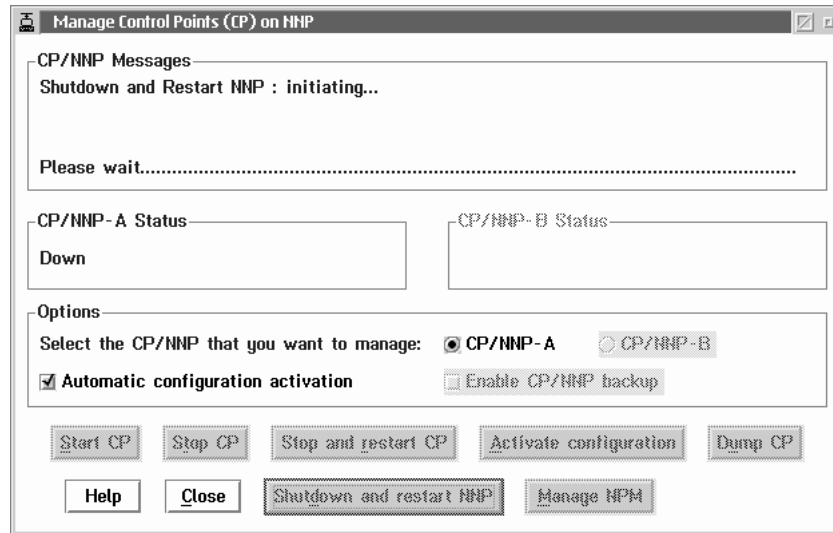 Manage Control Points (CP) on NNP
CP/NNP Messages
Shutdown and Restart NNP : initiating...
Please wait..........................................................................................................
CP/NNP-A Status
CP/NNP-B Status
Down
Options
Select the CP/NNP that you want to manage: CP/NNP-A CP/NNP-B
Automatic configuration activation Enable CP/NNP backup
Start CP Stop CP Stop and restart CP Activate configuration Dump CP
Help Close Shutdown and restart NNP Manage NPM